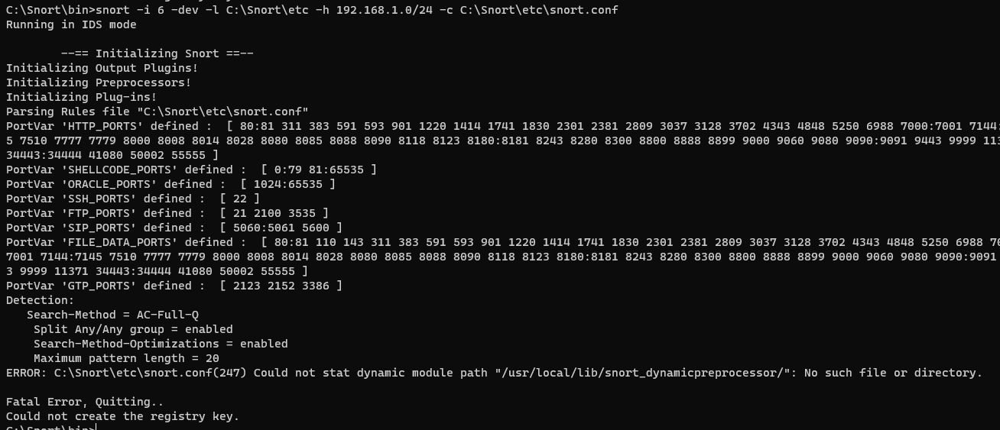 C:\Snort\bin>snort -i 6 -dev -l C:\Snort\etc -h 192.168.1.0/24 -c C:\Snort\etc\snort.conf
Running in IDS mode
--== Initializing Snort ==--
Initializing Output Plugins!
Initializing Preprocessors!
Initializing Plug-ins!
Parsing Rules file "C:\Snort\etc\snort.conf"
PortVar 'HTTP_PORTS' defined :  [ 80:81 311 383 591 593 901 1220 1414 1741 1830 2301 2381 2809 3037 3128 3702 4343 4848 5250 6988 7000:7001 7144:
5 7510 7777 7779 8000 8008 8014 8028 8080 8085 8088 8090 8118 8123 8180:8181 8243 8280 8300 8800 8888 8899 9000 9060 9080 9090:9091 9443 9999 113
34443:34444 41080 50002 55555 ]
PortVar 'SHELLCODE_PORTS' defined :  [ 0:79 81:65535 ]
PortVar 'ORACLE_PORTS' defined :  [ 1024:65535 ]
PortVar 'SSH_PORTS' defined :  [ 22 ]
PortVar 'FTP_PORTS' defined :  [ 21 2100 3535 ]
PortVar 'SIP_PORTS' defined :  [ 5060:5061 5600 ]
PortVar 'FILE_DATA_PORTS' defined :  [ 80:81 110 143 311 383 591 593 901 1220 1414 1741 1830 2301 2381 2809 3037 3128 3702 4343 4848 5250 6988 70
7001 7144:7145 7510 7777 7779 8000 8008 8014 8028 8080 8085 8088 8090 8118 8123 8180:8181 8243 8280 8300 8800 8888 8899 9000 9060 9080 9090:9091
3 9999 11371 34443:34444 41080 50002 55555 ]
PortVar 'GTP_PORTS' defined :  [ 2123 2152 3386 ]
Detection:
Search-Method = AC-Full-Q
Split Any/Any group = enabled
Search-Method-Optimizations = enabled
Maximum pattern length = 20
ERROR: C:\Snort\etc\snort.conf(247) Could not stat dynamic module path "/usr/local/lib/snort_dynamicpreprocessor/": No such file or directory.
Fatal Error, Quitting..
Could not create the registry key.
C:\Snort\bin>